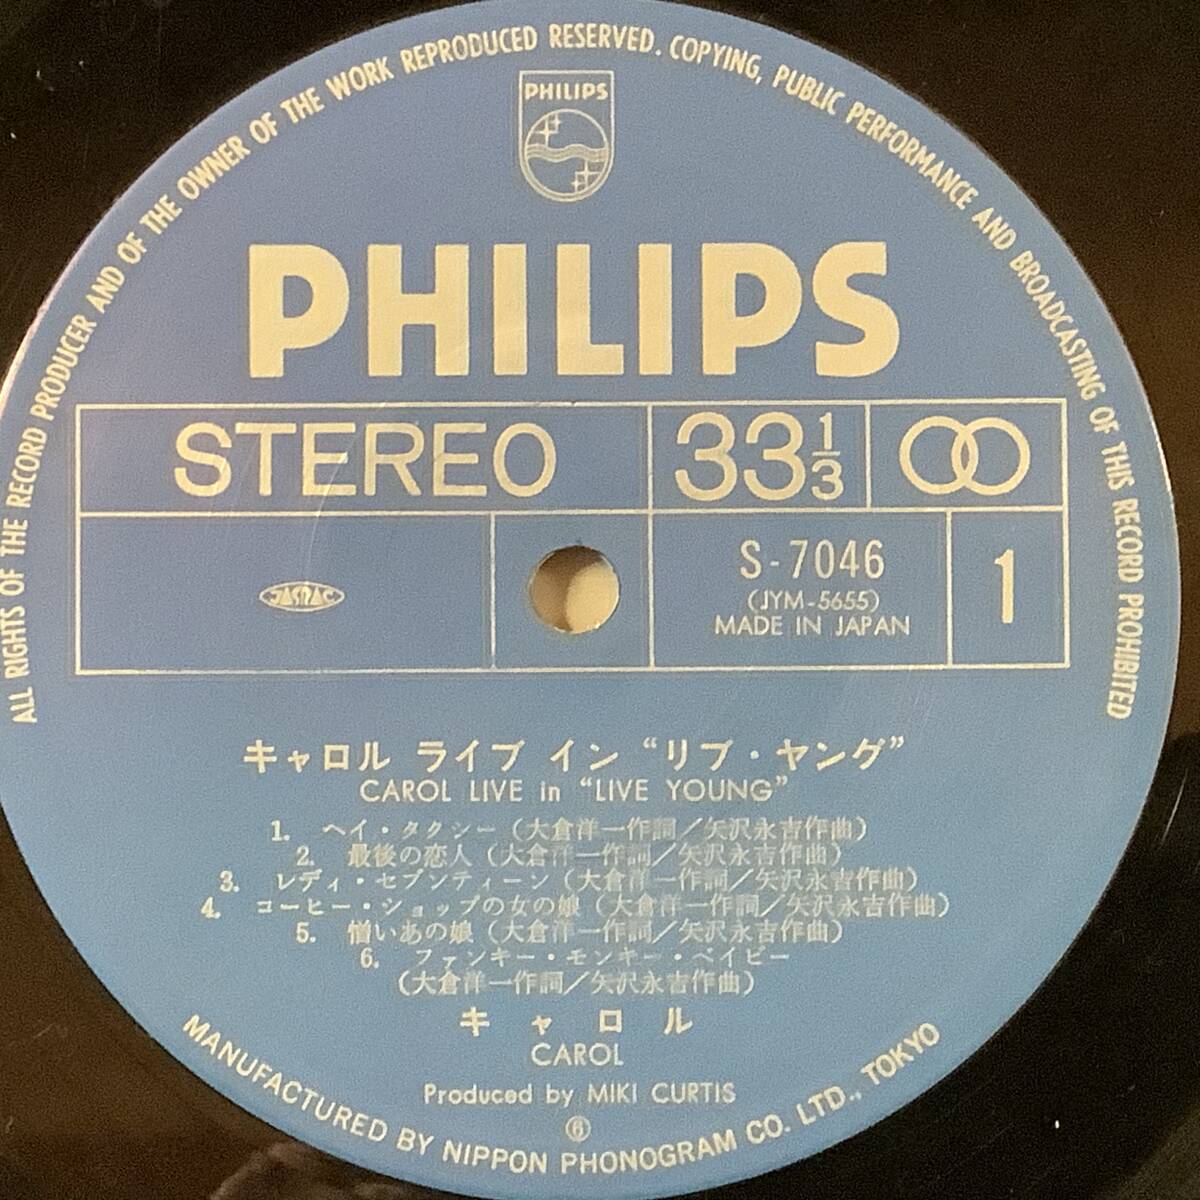 ALL RIGHTS OF THE RECORD PRODUCER AND OF THE OWNER OF THE WORK REPRODUCED RESERVED. COPYING, PUBLIC PERFORMANCE AND BROADCASTING OF THIS RECORD PROHIBITED
PHILIPS
PHILIPS
STEREO
33 1/3
JASRAC
S-7046
(JYM-5655)
MADE IN JAPAN
1
キャロル ライブ イン “リブ・ヤング”
CAROL LIVE in “LIVE YOUNG”
1. ヘイ・タクシー(大倉洋一作詞/矢沢永吉作曲)
2. 最後の恋人(大倉洋一作詞/矢沢永吉作曲)
3. レディ・セブンティーン(大倉洋一作詞/矢沢永吉作曲)
4. コーヒー・ショップの女の娘(大倉洋一作詞/矢沢永吉作曲)
5. 憎いあの娘(大倉洋一作詞/矢沢永吉作曲)
6. ファンキー・モンキー・ベイビー
(大倉洋一作詞/矢沢永吉作曲)
キャロル
CAROL
Produced by MIKI CURTIS
⑥
MANUFACTURED BY NIPPON PHONOGRAM CO. LTD., TOKYO